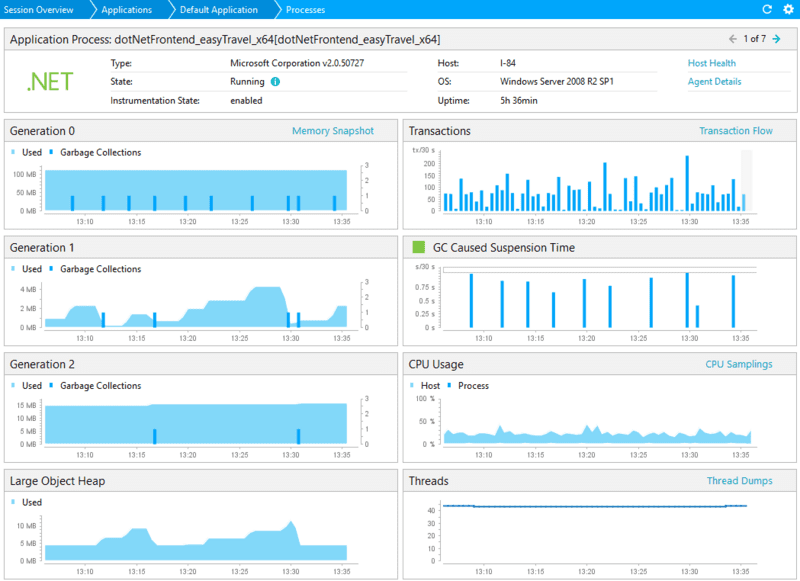 Session Overview Applications Default Application Processes
Application Process: dotNetFrontend_easyTravel_x64[dotNetFrontend_easyTravel_x64] 1 of 7
.NET
Type: Microsoft Corporation v2.0.50727 Host: I-84 Host Health
State: Running OS: Windows Server 2008 R2 SP1 Agent Details
Instrumentation State: enabled Uptime: 5h 36min
Generation 0 Memory Snapshot
Used Garbage Collections
100 MB
50 MB
0 MB
3
2
1
0
13:10 13:15 13:20 13:25 13:30 13:35
Transactions Transaction Flow
tx/30 s
200
150
100
50
0
13:10 13:15 13:20 13:25 13:30 13:35
Generation 1
Used Garbage Collections
4 MB
2 MB
0 MB
3
2
1
0
13:10 13:15 13:20 13:25 13:30 13:35
GC Caused Suspension Time
s/30 s
0.75 s
0.5 s
0.25 s
0 s
13:10 13:15 13:20 13:25 13:30 13:35
Generation 2
Used Garbage Collections
15 MB
10 MB
5 MB
0 MB
3
2
1
0
13:10 13:15 13:20 13:25 13:30 13:35
CPU Usage CPU Samplings
Host Process
100 %
50 %
0 %
13:10 13:15 13:20 13:25 13:30 13:35
Large Object Heap
Used
10 MB
5 MB
0 MB
13:10 13:15 13:20 13:25 13:30 13:35
Threads Thread Dumps
40
30
20
10
0
13:10 13:15 13:20 13:25 13:30 13:35